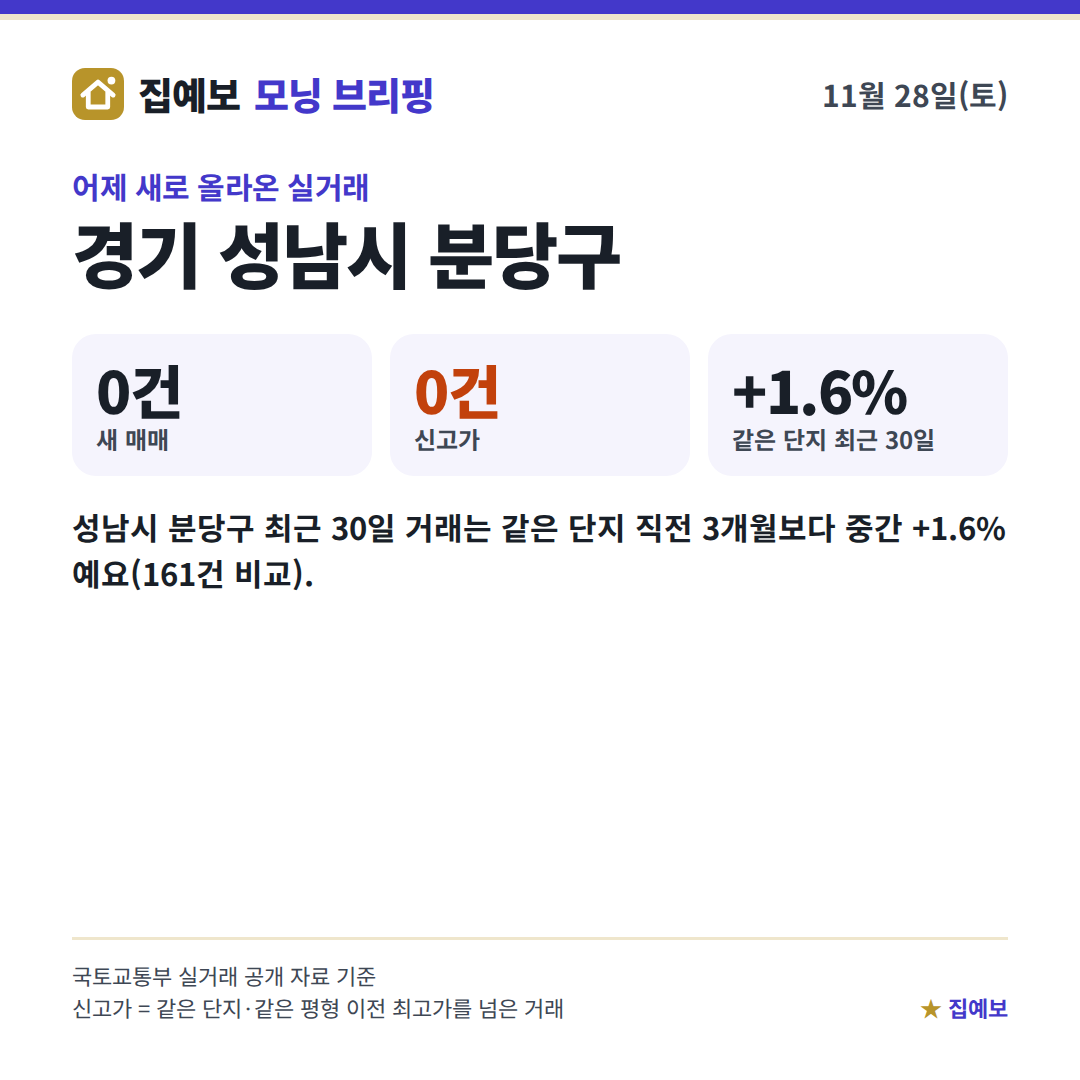 집예보 모닝 브리핑
11월 28일(토)
어제 새로 올라온 실거래
경기 성남시 분당구
0건
새 매매
0건
신고가
+1.6%
같은 단지 최근 30일
성남시 분당구 최근 30일 거래는 같은 단지 직전 3개월보다 중간 +1.6%
예요(161건 비교).
국토교통부 실거래 공개 자료 기준
신고가 = 같은 단지·같은 평형 이전 최고가를 넘은 거래
★ 집예보